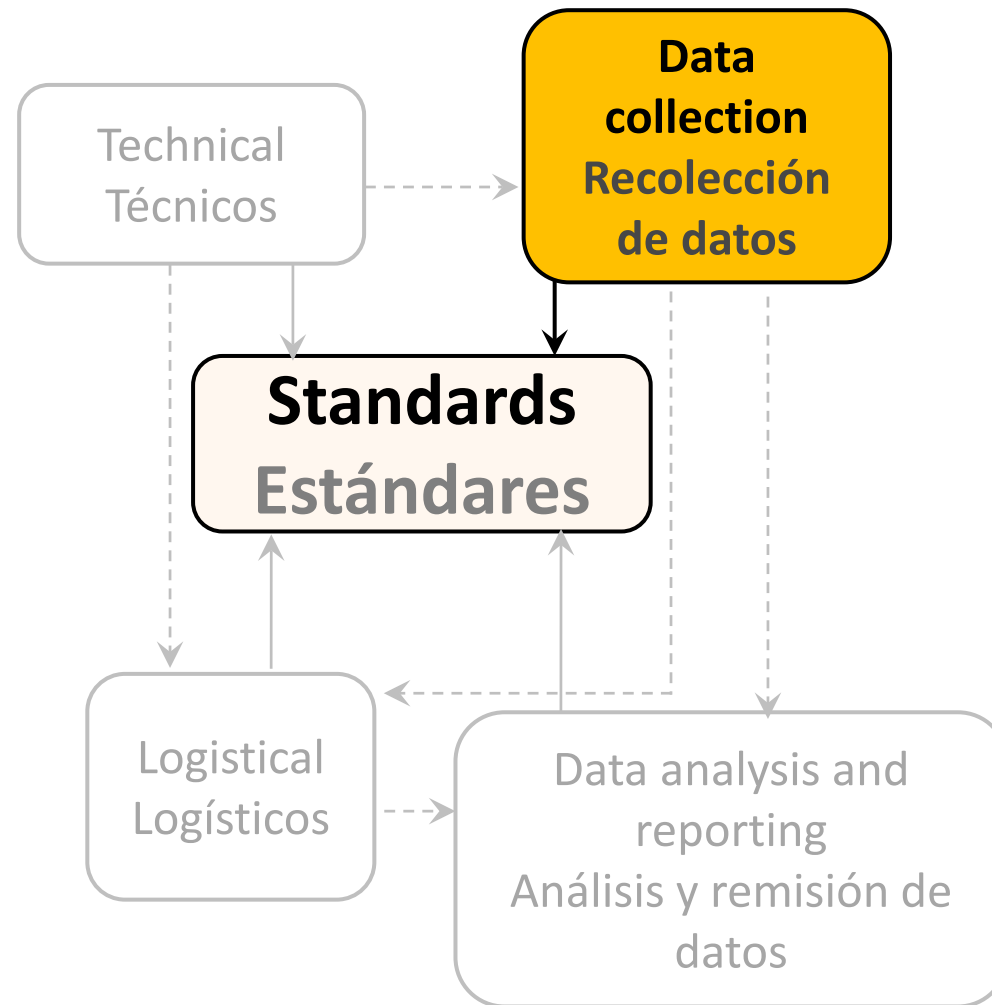 Data
collection
Recolección
de datos
Technical
Técnicos
Standards
Estándares
Logistical
Logísticos
Data analysis and
reporting
Análisis y remisión de
datos